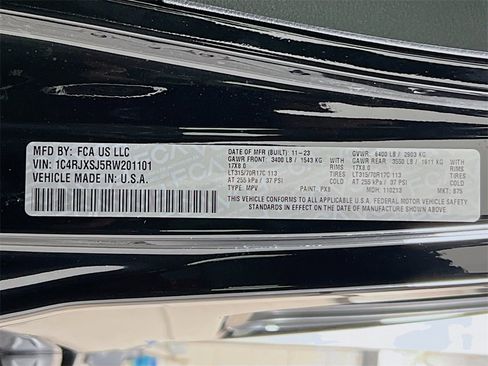 MFD BY: FCA US LLC
VIN: 1C4RJXSJ5RW201101
VEHICLE MADE IN: U.S.A.
DATE OF MFR (BUILT): 11-23
GAWR FRONT: 3400 LB / 1543 KG
17X8.0 RIMS
LT315/70R17C 113 TIRES
AT 255 kPa / 37 PSI
TYPE: MPV PAINT: PX8
GVWR: 6400 LB / 2903 KG
GAWR REAR: 3550 LB / 1611 KG
17X8.0 RIMS
LT315/70R17C 113 TIRES
AT 255 kPa / 37 PSI
MDH: 110213 MKT: 875
THIS VEHICLE CONFORMS TO ALL APPLICABLE U.S.A. FEDERAL MOTOR VEHICLE SAFETY
STANDARDS IN EFFECT ON THE DATE OF MANUFACTURE SHOWN ABOVE.